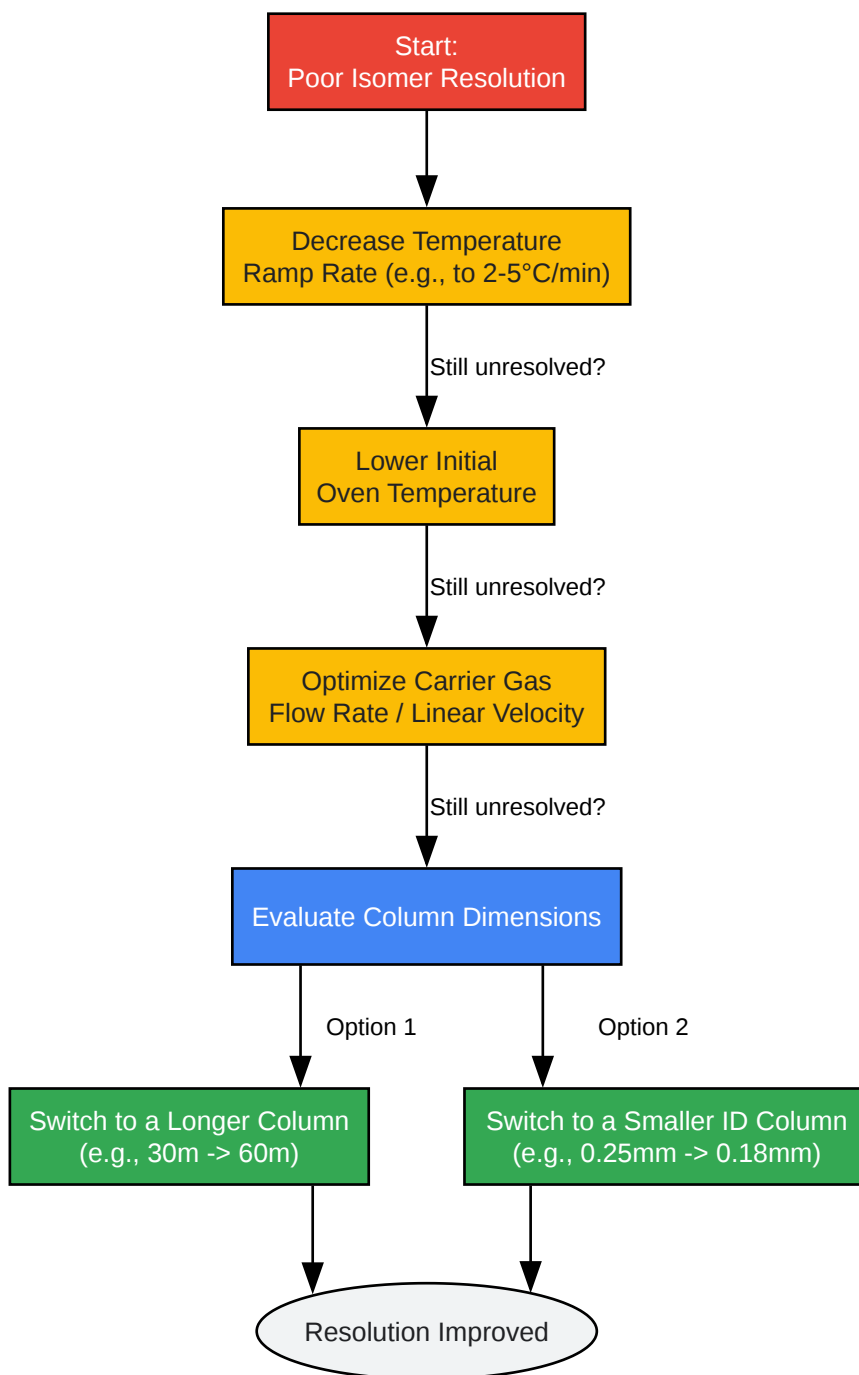 Start:
Poor Isomer Resolution
Decrease Temperature
Ramp Rate (e.g., to 2-5°C/min)
Still unresolved?
Lower Initial
Oven Temperature
Still unresolved?
Optimize Carrier Gas
Flow Rate / Linear Velocity
Still unresolved?
Evaluate Column Dimensions
Option 1
Option 2
Switch to a Longer Column
(e.g., 30m -> 60m)
Switch to a Smaller ID Column
(e.g., 0.25mm -> 0.18mm)
Resolution Improved